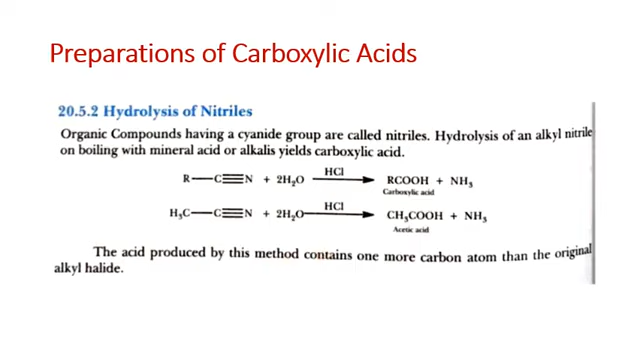 Preparations of Carboxylic Acids
20.5.2 Hydrolysis of Nitriles
Organic Compounds having a cyanide group are called nitriles. Hydrolysis of an alkyl nitrile
on boiling with mineral acid or alkalis yields carboxylic acid.
R—C≡N + 2H₂O HCl → RCOOH + NH₃
Carboxylic acid
H₃C—C≡N + 2H₂O HCl → CH₃COOH + NH₃
Acetic acid
The acid produced by this method contains one more carbon atom than the original
alkyl halide.